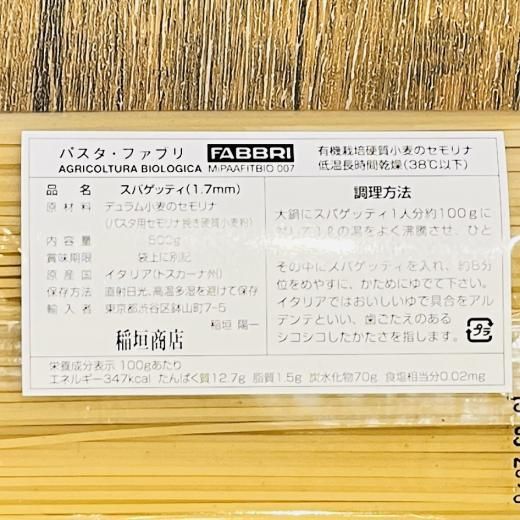 パスタ・ファブリ FABBRI
AGRICOLTURA BIOLOGICA MiPAAFITBIO 007
有機栽培硬質小麦のセモリナ
低温長時間乾燥(38℃以下)
品名 スパゲッティ(1.7mm)
原材料 デュラム小麦のセモリナ
(パスタ用セモリナ挽き硬質小麦粉)
内容量 500g
賞味期限 袋上に別記
原産国 イタリア(トスカーナ州)
保存方法 直射日光、高温多湿を避けて保存
輸入者 東京都渋谷区鉢山町7-5
稲垣 陽一
稲垣商店
調理方法
大鍋にスパゲッティ1人分約100gに
の湯をよく沸騰させ、ひと
その中にスパゲッティを入れ、約8分
位をめやすに、かためにゆでて下さい。
イタリアではおいしいゆで具合をアル
デンテといい、歯ごたえのある
シコシコしたかたさを指します。
プラ
栄養成分表示 100gあたり
エネルギー347kcal たんぱく質12.7g 脂質1.5g 炭水化物70g 食塩相当分0.02mg